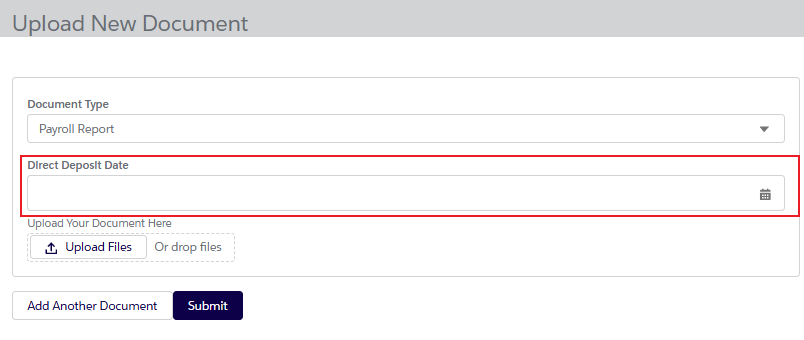 Upload New Document
Document Type
Payroll Report
Direct Deposit Date
Upload Your Document Here
Upload Files Or drop files
Add Another Document Submit